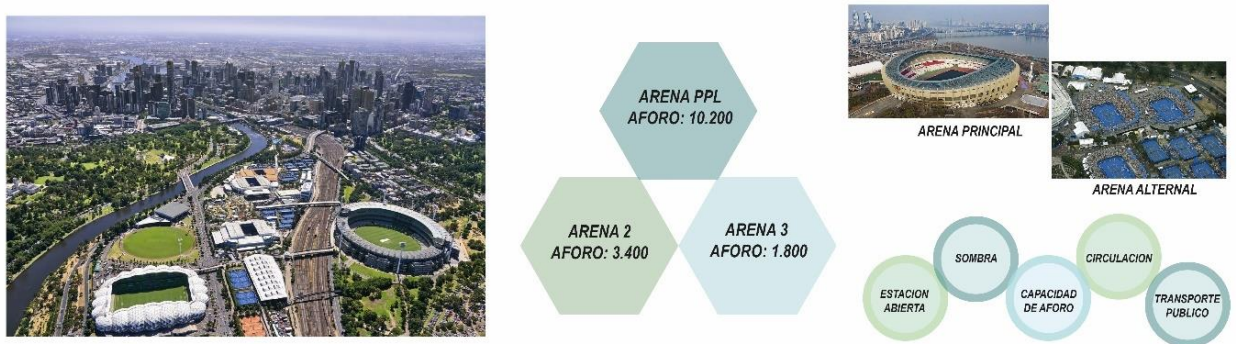 ARENA PPL
AFORO: 10.200
ARENA 2
AFORO: 3.400
ARENA 3
AFORO: 1.800
ARENA PRINCIPAL
ARENA ALTERNAL
ESTACION
ABIERTA
SOMBRA
CAPACIDAD
DE AFORO
CIRCULACION
TRANSPORTE
PUBLICO